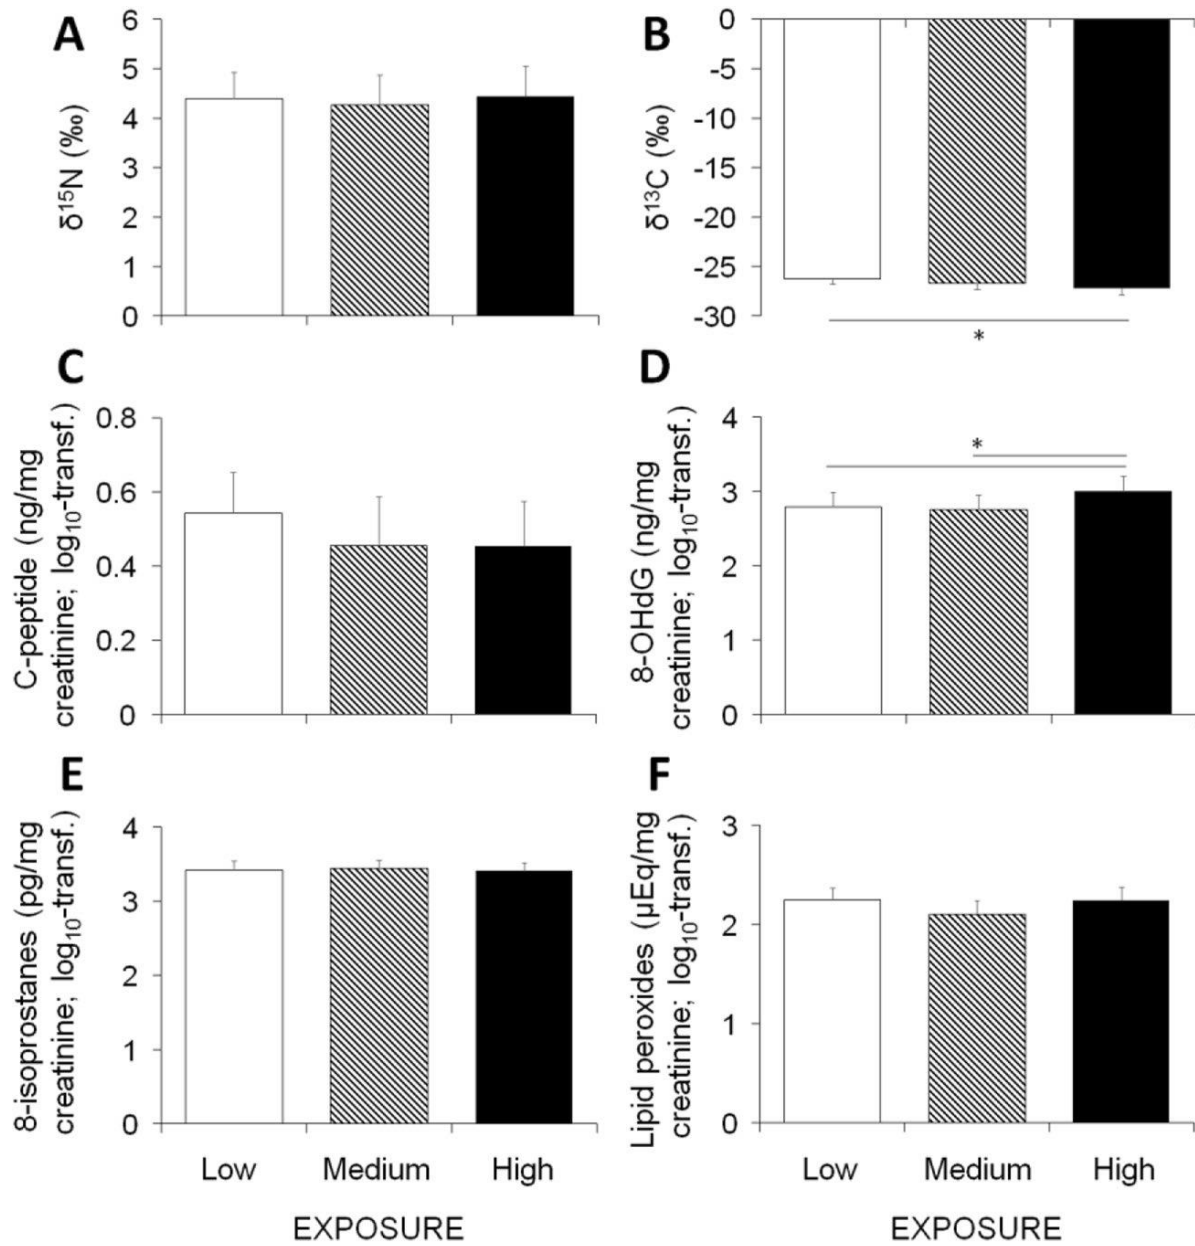 A
δ15N (‰)
6
5
4
3
2
1
0
B
δ13C (‰)
0
-5
-10
-15
-20
-25
-30
*
C
C-peptide (ng/mg
creatinine; log10-transf.)
0.8
0.6
0.4
0.2
0
D
8-OHdG (ng/mg
creatinine; log10-transf.)
4
3
2
1
0
*
E
8-isoprostanes (pg/mg
creatinine; log10-transf.)
4
3
2
1
0
Low Medium High
EXPOSURE
F
Lipid peroxides (µEq/mg
creatinine; log10-transf.)
3
2
1
0
Low Medium High
EXPOSURE